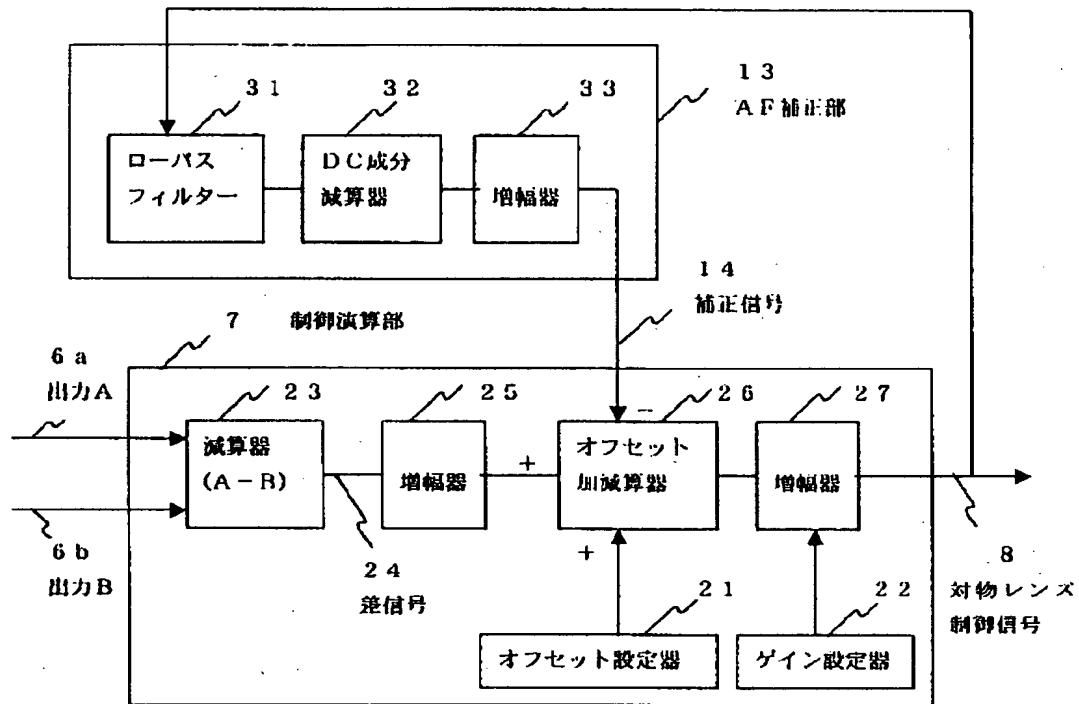 31
32
33
13
AF補正部
ローパス
フィルター
DC成分
減算器
増幅器
14
補正信号
7 制御演算部
6a
出力A
23
25
26
27
減算器
(A-B)
増幅器
オフセット
加減算器
増幅器
+
-
+
6b
出力B
24
差信号
21
22
8
対物レンズ
制御信号
オフセット設定器
ゲイン設定器